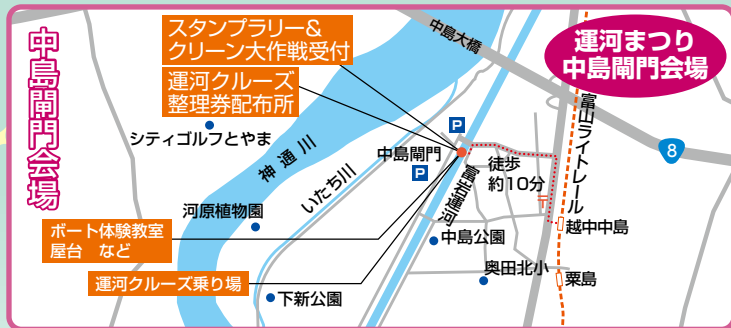 中島閘門会場
スタンプラリー&
クリーン大作戦受付
運河クルーズ
整理券配布所
中島大橋
運河まつり
中島閘門会場
シティゴルフとやま
神通川
いたち川
中島閘門
P
P
徒歩
約10分
富山ライトレール
8
富岩運河
河原植物園
ボート体験教室
屋台 など
中島公園
越中中島
奥田北小
粟島
運河クルーズ乗り場
下新公園